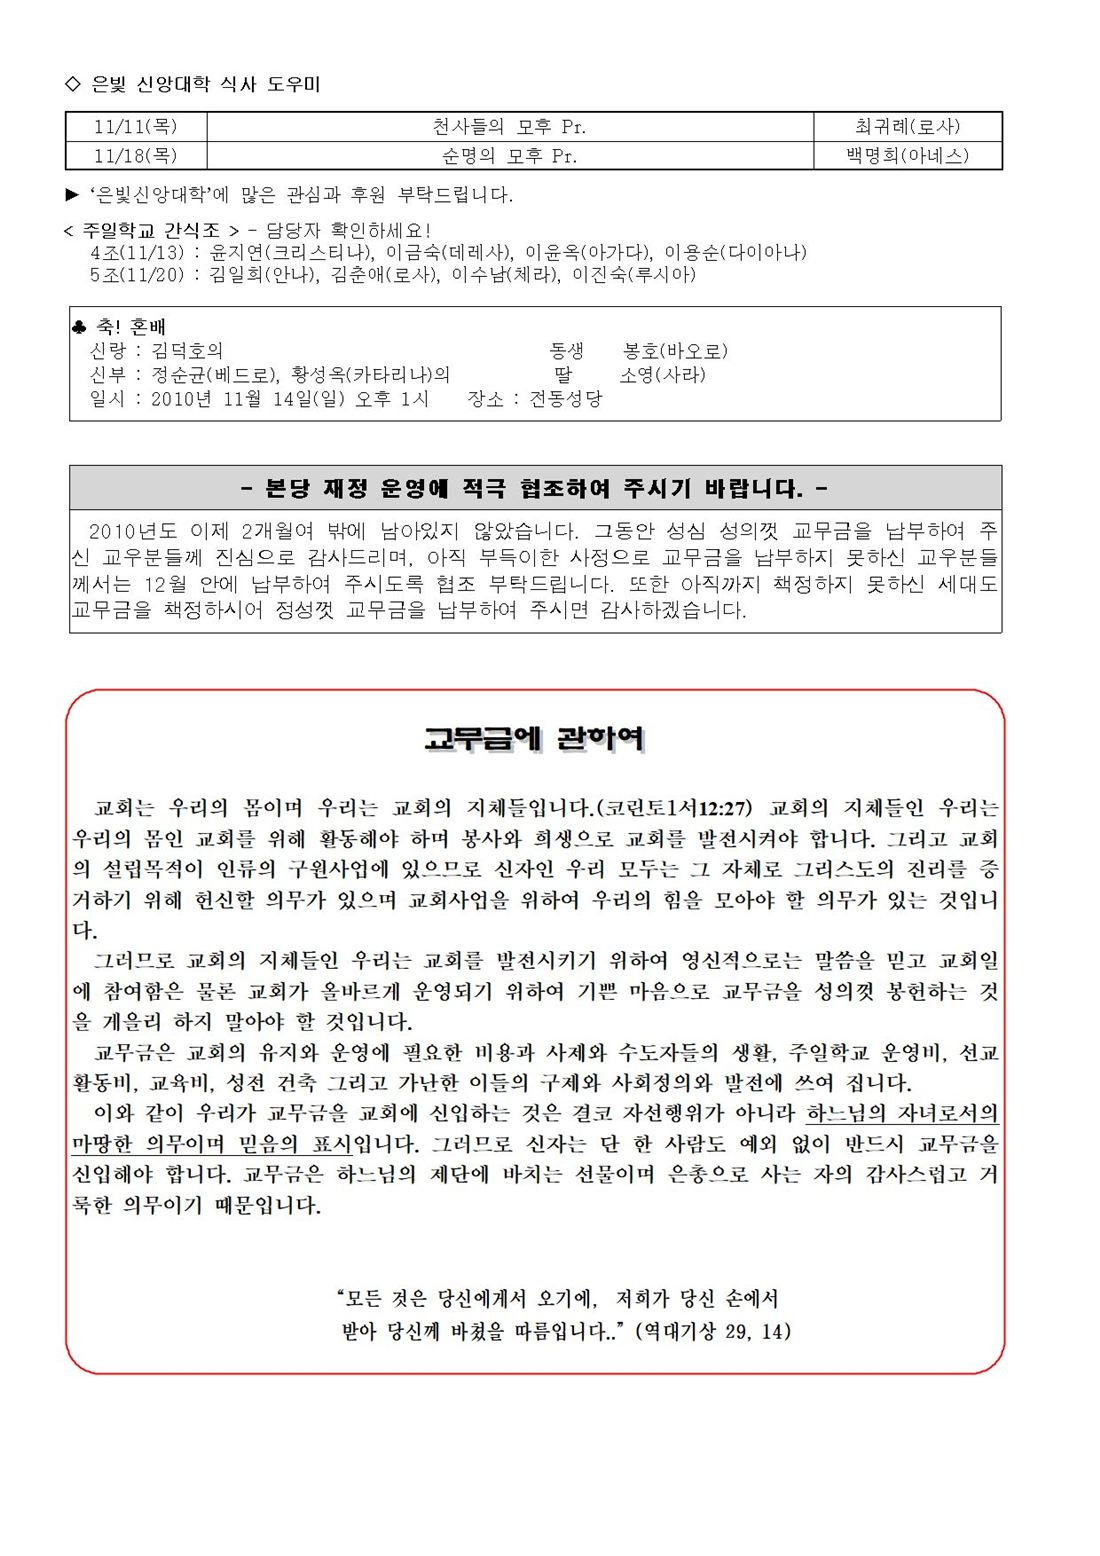 ◇ 은빛 신앙대학 식사 도우미
11/11(목) 천사들의 모후 Pr. 최귀례(로사)
11/18(목) 순명의 모후 Pr. 백명희(아네스)
▶ ‘은빛신앙대학’에 많은 관심과 후원 부탁드립니다.
< 주일학교 간식조 > - 담당자 확인하세요!
4조(11/13) : 윤지연(크리스티나), 이금숙(데레사), 이윤옥(아가다), 이용순(다이아나)
5조(11/20) : 김일희(안나), 김춘애(로사), 이수남(체라), 이진숙(루시아)
♣ 축! 혼배
신랑 : 김덕호의 동생 봉호(바오로)
신부 : 정순균(베드로), 황성옥(카타리나)의 딸 소영(사라)
일시 : 2010년 11월 14일(일) 오후 1시 장소 : 전동성당
- 본당 재정 운영에 적극 협조하여 주시기 바랍니다. -
2010년도 이제 2개월여 밖에 남아있지 않았습니다. 그동안 성심 성의껏 교무금을 납부하여 주
신 교우분들께 진심으로 감사드리며, 아직 부득이한 사정으로 교무금을 납부하지 못하신 교우분들
께서는 12월 안에 납부하여 주시도록 협조 부탁드립니다. 또한 아직까지 책정하지 못하신 세대도
교무금을 책정하시어 정성껏 교무금을 납부하여 주시면 감사하겠습니다.
교무금에 관하여
교회는 우리의 몸이며 우리는 교회의 지체들입니다.(코린토1서12:27) 교회의 지체들인 우리는
우리의 몸인 교회를 위해 활동해야 하며 봉사와 희생으로 교회를 발전시켜야 합니다. 그리고 교회
의 설립목적이 인류의 구원사업에 있으므로 신자인 우리 모두는 그 자체로 그리스도의 진리를 증
거하기 위해 헌신할 의무가 있으며 교회사업을 위하여 우리의 힘을 모아야 할 의무가 있는 것입니
다.
그러므로 교회의 지체들인 우리는 교회를 발전시키기 위하여 영신적으로는 말씀을 믿고 교회일
에 참여함은 물론 교회가 올바르게 운영되기 위하여 기쁜 마음으로 교무금을 성의껏 봉헌하는 것
을 게을리 하지 말아야 할 것입니다.
교무금은 교회의 유지와 운영에 필요한 비용과 사제와 수도자들의 생활, 주일학교 운영비, 선교
활동비, 교육비, 성전 건축 그리고 가난한 이들의 구제와 사회정의와 발전에 쓰여 집니다.
이와 같이 우리가 교무금을 교회에 신입하는 것은 결코 자선행위가 아니라 하느님의 자녀로서의
마땅한 의무이며 믿음의 표시입니다. 그러므로 신자는 단 한 사람도 예외 없이 반드시 교무금을
신입해야 합니다. 교무금은 하느님의 제단에 바치는 선물이며 은총으로 사는 자의 감사스럽고 거
룩한 의무이기 때문입니다.
“모든 것은 당신에게서 오기에, 저희가 당신 손에서
받아 당신께 바쳤을 따름입니다..” (역대기상 29, 14)